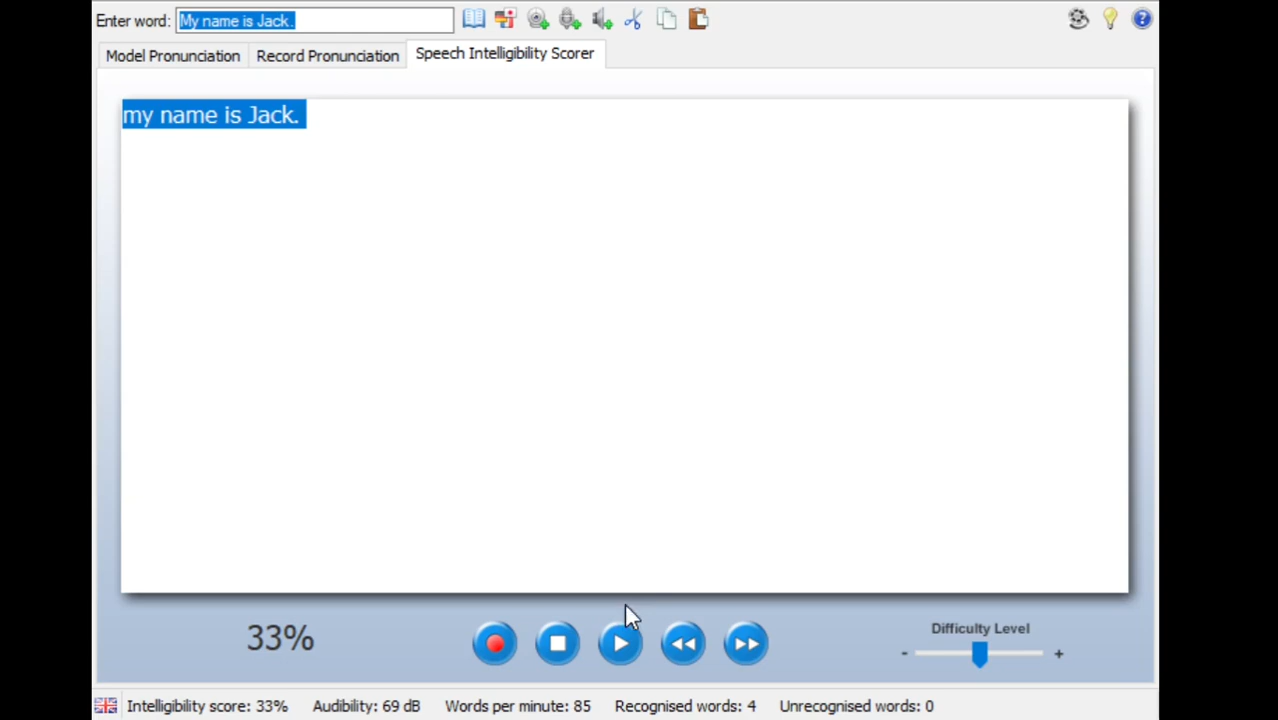 Enter word: My name is Jack.
Model Pronunciation Record Pronunciation Speech Intelligibility Scorer
my name is Jack.
33%
Difficulty Level
- +
Intelligibility score: 33% Audibility: 69 dB Words per minute: 85 Recognised words: 4 Unrecognised words: 0